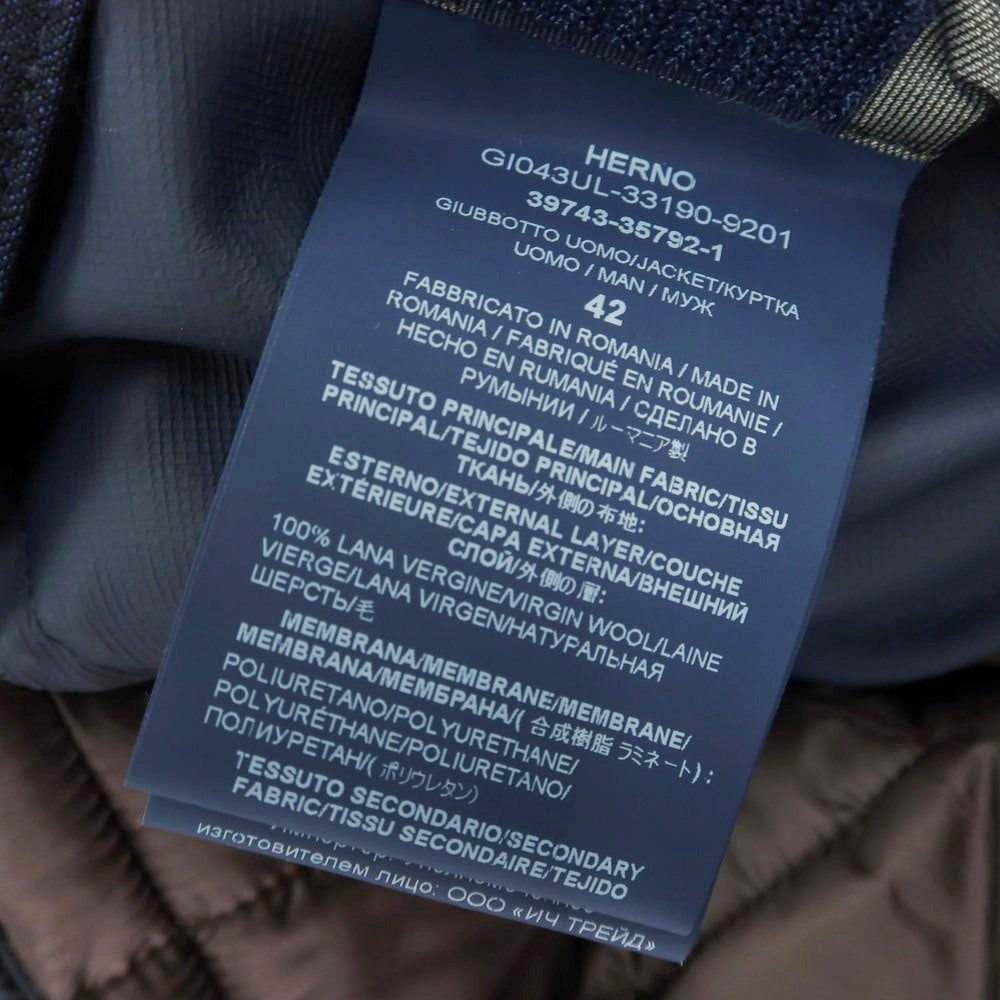 HERNO
GI043UL-33190-9201
39743-35792-1
GIUBBOTTO UOMO/JACKET/КУРТКА
UOMO / MAN / МУЖ
42
FABBRICATO IN ROMANIA / MADE IN
ROMANIA / FABRIQUÉ EN ROUMANIE /
HECHO EN RUMANIA / СДЕЛАНО В
РУМЫНИИ / ルーマニア製
TESSUTO PRINCIPALE/MAIN FABRIC/TISSU
PRINCIPAL/TEJIDO PRINCIPAL/ОСНОВНАЯ
ТКАНЬ/外側の布地:
ESTERNO/EXTERNAL LAYER/COUCHE
EXTÉRIEURE/CAPA EXTERNA/ВНЕШНИЙ
СЛОЙ/外側の層:
100% LANA VERGINE/VIRGIN WOOL/LAINE
VIERGE/LANA VIRGEN/НАТУРАЛЬНАЯ
ШЕРСТЬ/毛
MEMBRANA/MEMBRANE/MEMBRANE/
MEMBRANA/МЕМБРАНА/( 合成樹脂 ラミネート):
POLIURETANO/POLYURETHANE/
POLYURÉTHANE/POLIURETANO/
ПОЛИУРЕТАН/( ポリウレタン)
TESSUTO SECONDARIO/SECONDARY
FABRIC/TISSU SECONDAIRE/TEJIDO
изготовителем лицо: ООО «ИЧ ТРЕЙД»